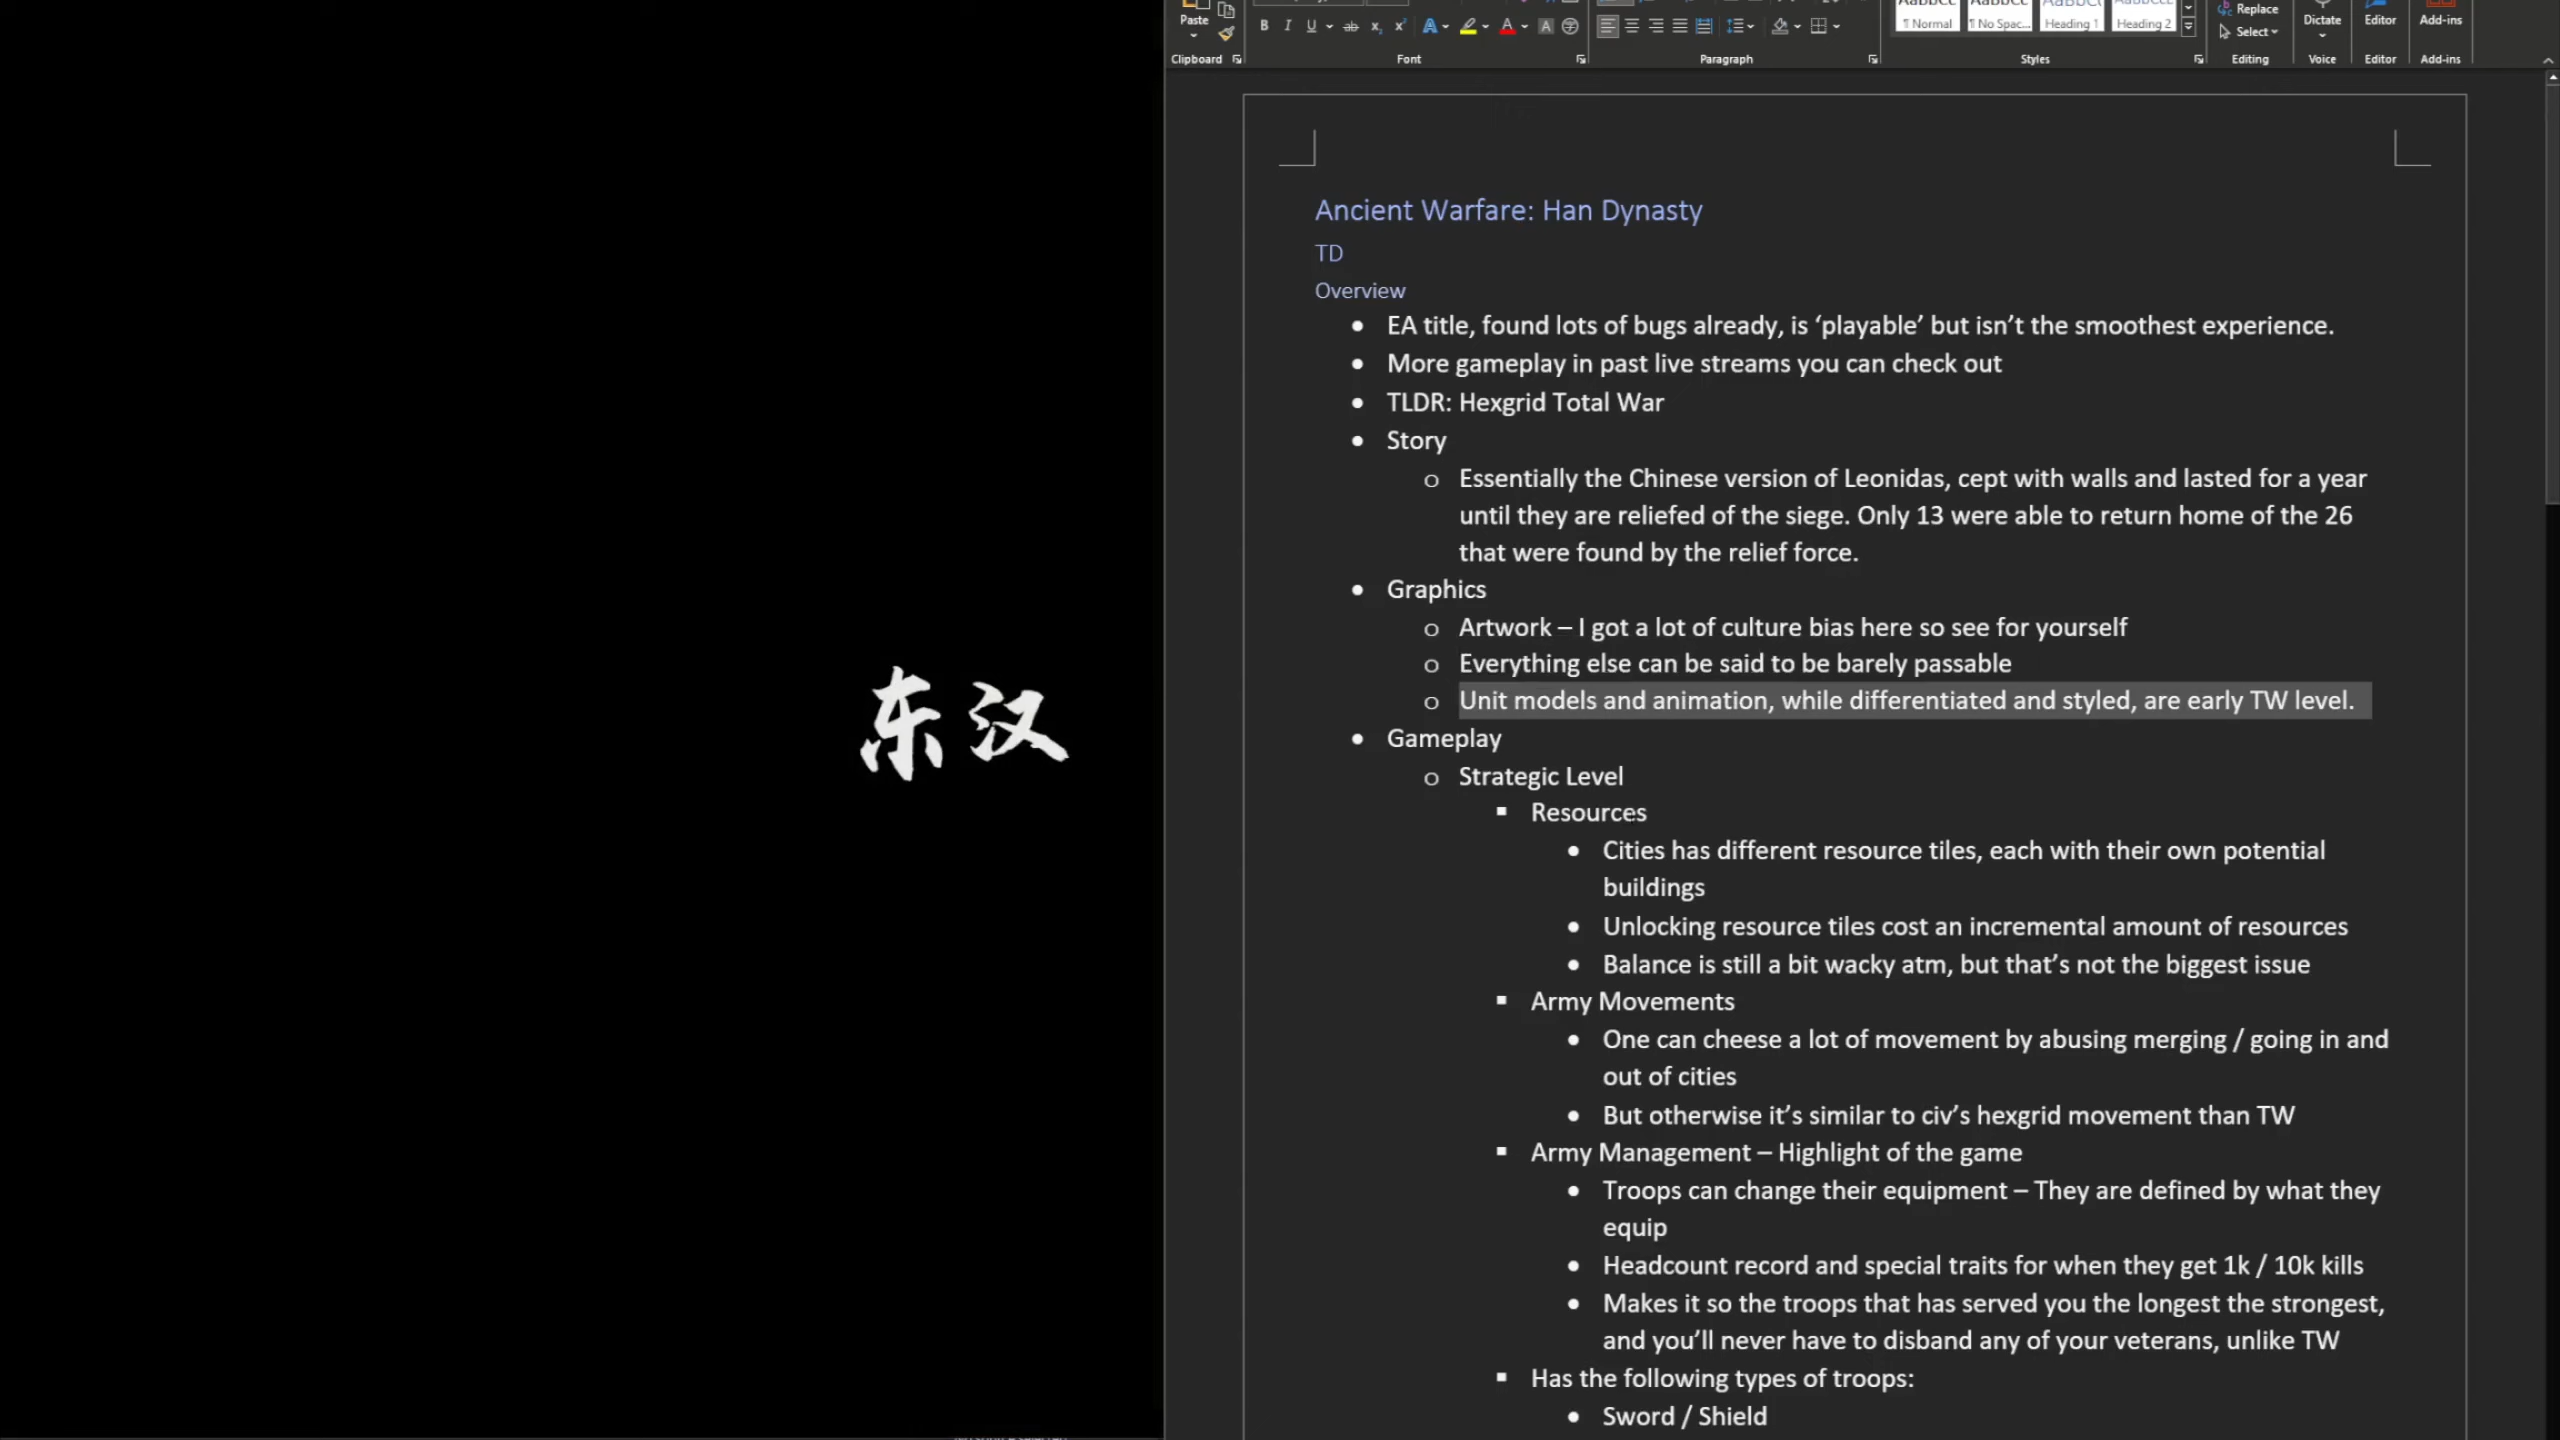 Paste
Replace
Select
Dictate
Editor
Add-ins
Normal
No Spac...
Heading 1
Heading 2
Clipboard
Font
Paragraph
Styles
Editing
Voice
Editor
Add-ins
东汉
Ancient Warfare: Han Dynasty
TD
Overview
• EA title, found lots of bugs already, is ‘playable’ but isn’t the smoothest experience.
• More gameplay in past live streams you can check out
• TLDR: Hexgrid Total War
• Story
o Essentially the Chinese version of Leonidas, cept with walls and lasted for a year
until they are reliefed of the siege. Only 13 were able to return home of the 26
that were found by the relief force.
• Graphics
o Artwork – I got a lot of culture bias here so see for yourself
o Everything else can be said to be barely passable
o Unit models and animation, while differentiated and styled, are early TW level.
• Gameplay
o Strategic Level
▪ Resources
• Cities has different resource tiles, each with their own potential
buildings
• Unlocking resource tiles cost an incremental amount of resources
• Balance is still a bit wacky atm, but that’s not the biggest issue
▪ Army Movements
• One can cheese a lot of movement by abusing merging / going in and
out of cities
• But otherwise it’s similar to civ’s hexgrid movement than TW
▪ Army Management – Highlight of the game
• Troops can change their equipment – They are defined by what they
equip
• Headcount record and special traits for when they get 1k / 10k kills
• Makes it so the troops that has served you the longest the strongest,
and you’ll never have to disband any of your veterans, unlike TW
▪ Has the following types of troops:
• Sword / Shield